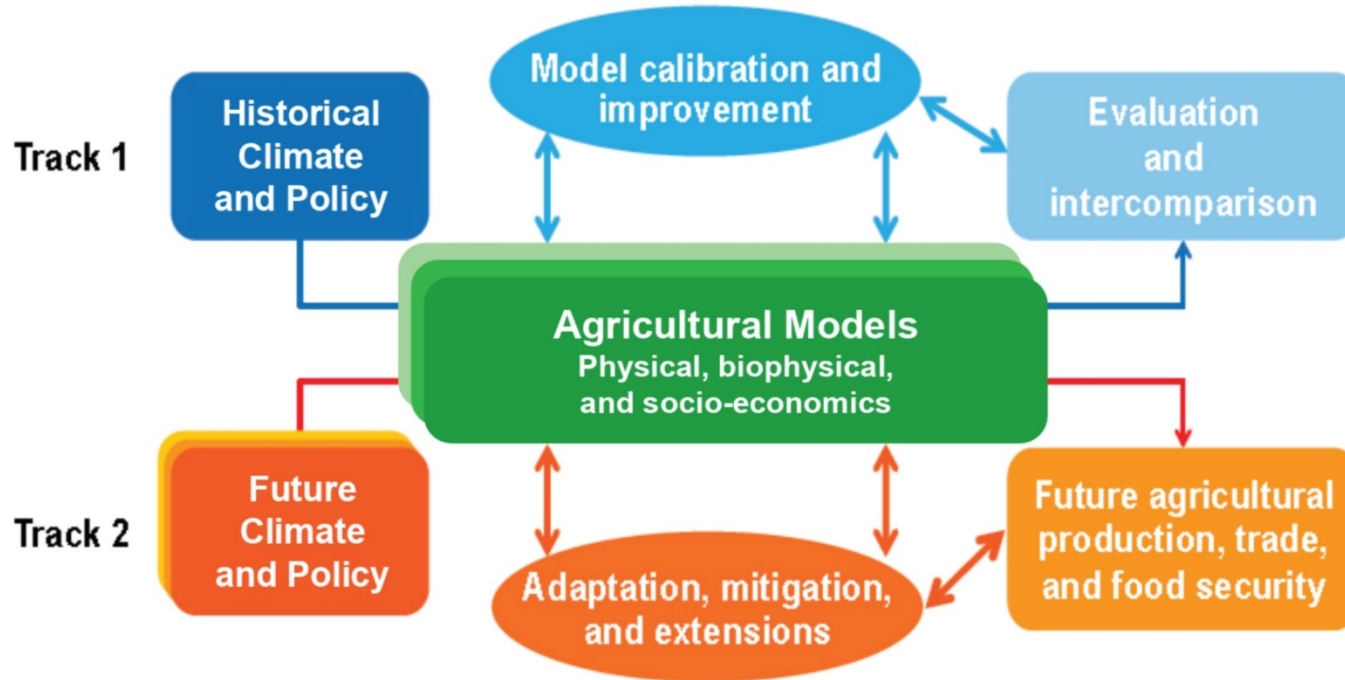 Track 1
Historical
Climate
and Policy
Model calibration and
improvement
Evaluation
and
intercomparison
Agricultural Models
Physical, biophysical,
and socio-economics
Track 2
Future
Climate
and Policy
Adaptation, mitigation,
and extensions
Future agricultural
production, trade,
and food security